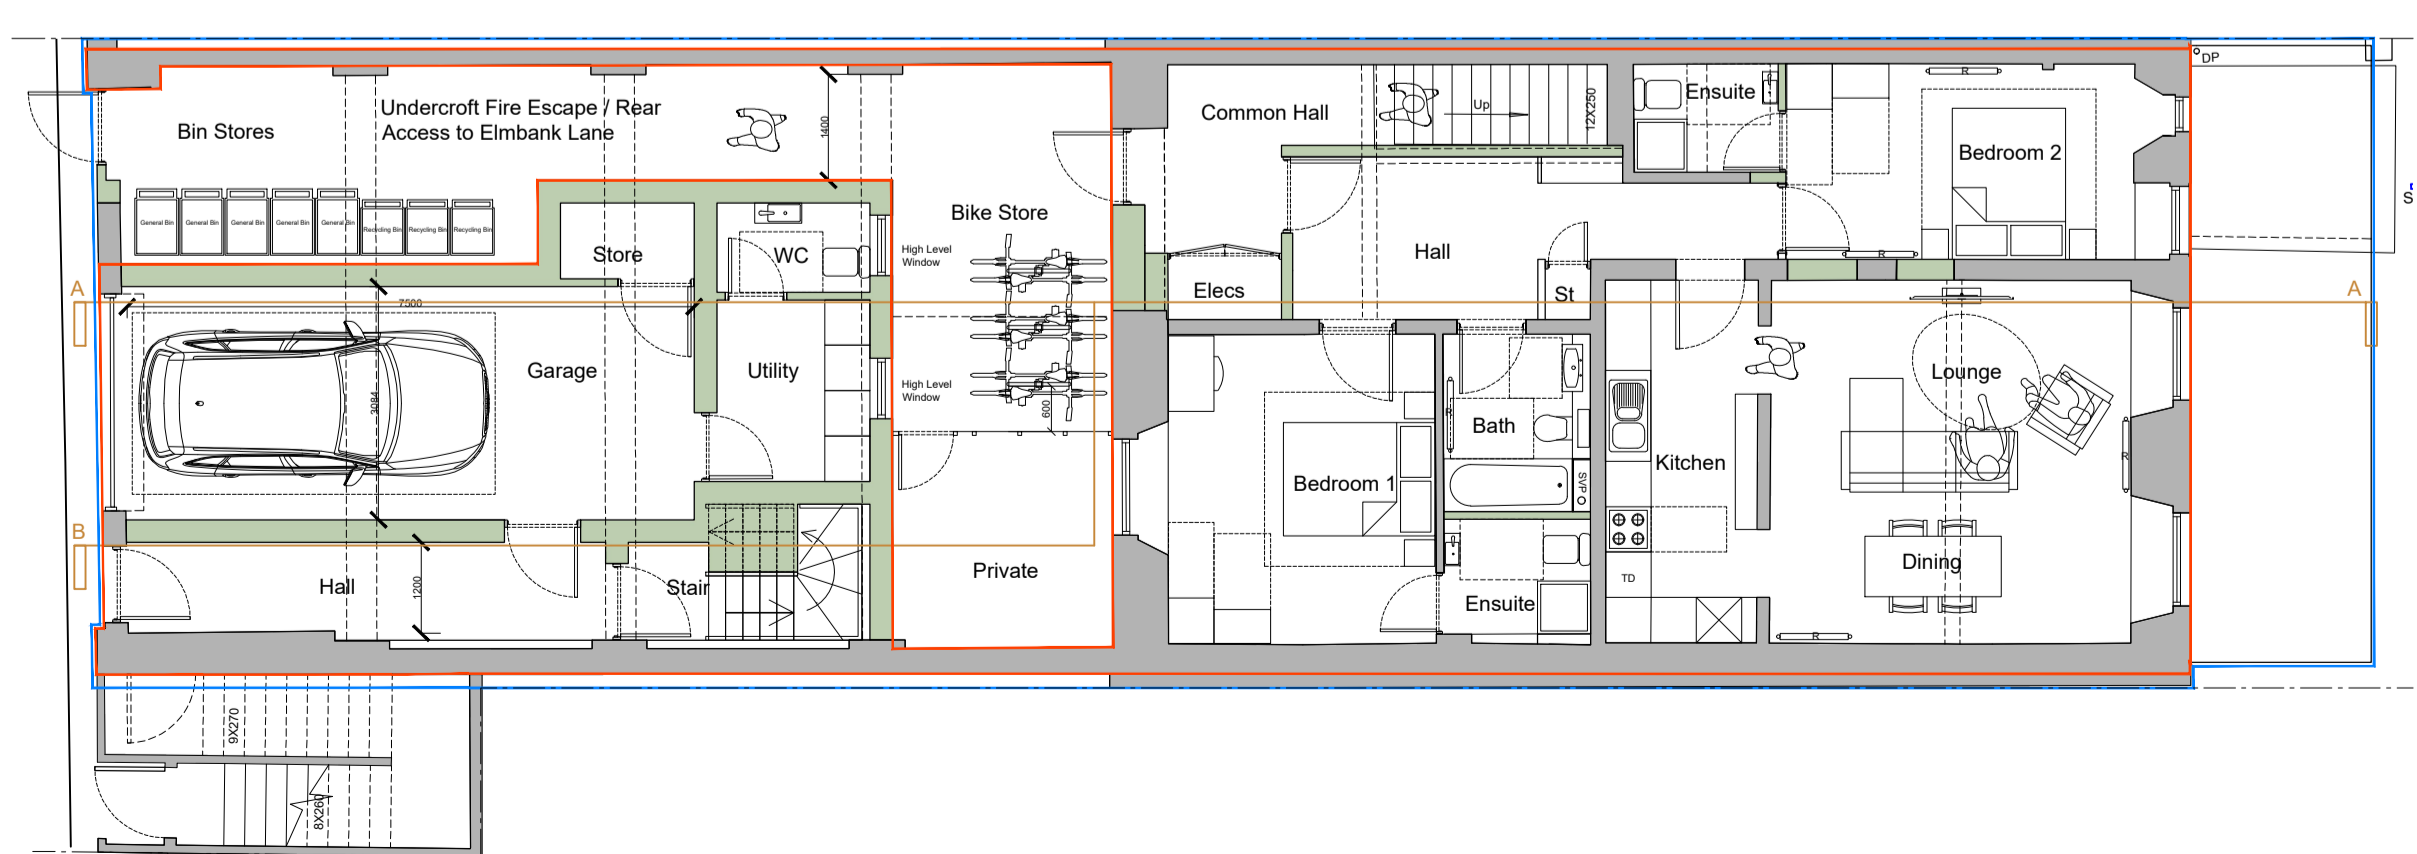 DP
Undercroft Fire Escape / Rear
Access to Elmbank Lane
Bin Stores
1400
Common Hall
Up
12X250
Ensuite
R
Bedroom 2
S
General Bin
General Bin
General Bin
General Bin
General Bin
Recycling Bin
Recycling Bin
Recycling Bin
Store
WC
Bike Store
High Level
Window
Hall
R
Elecs
St
A
A
7500
Garage
3084
Utility
High Level
Window
600
Lounge
R
Bath
Kitchen
R
Bedroom 1
SVP
B
Hall
1200
Stair
Private
Ensuite
TD
Dining
R
9X270
8X260